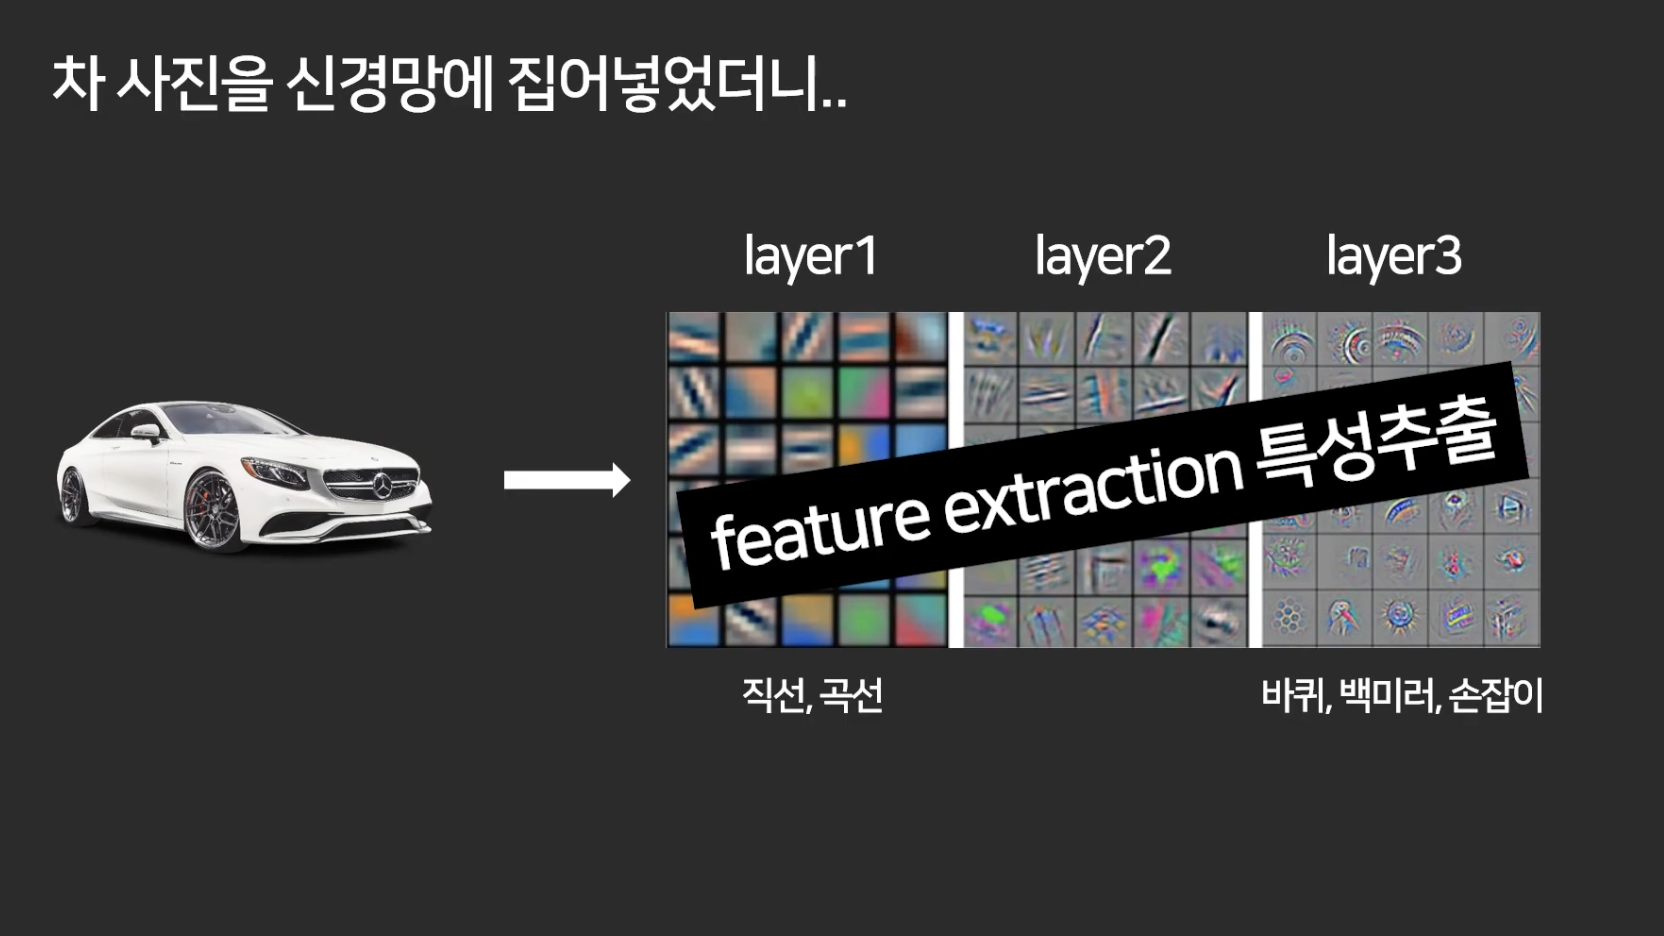 차 사진을 신경망에 집어넣었더니..
layer1
layer2
layer3
feature extraction 특성추출
직선, 곡선
바퀴, 백미러, 손잡이